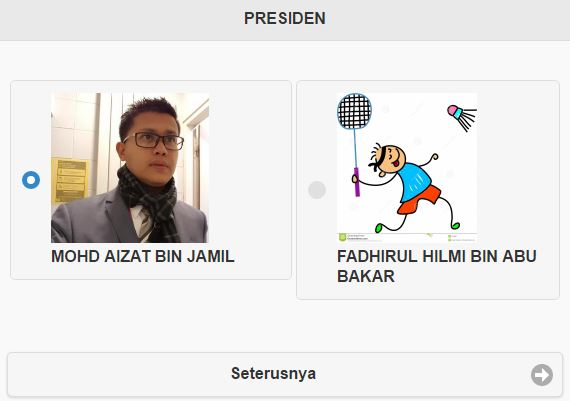 PRESIDEN
MOHD AIZAT BIN JAMIL
FADHIRUL HILMI BIN ABU
BAKAR
Seterusnya